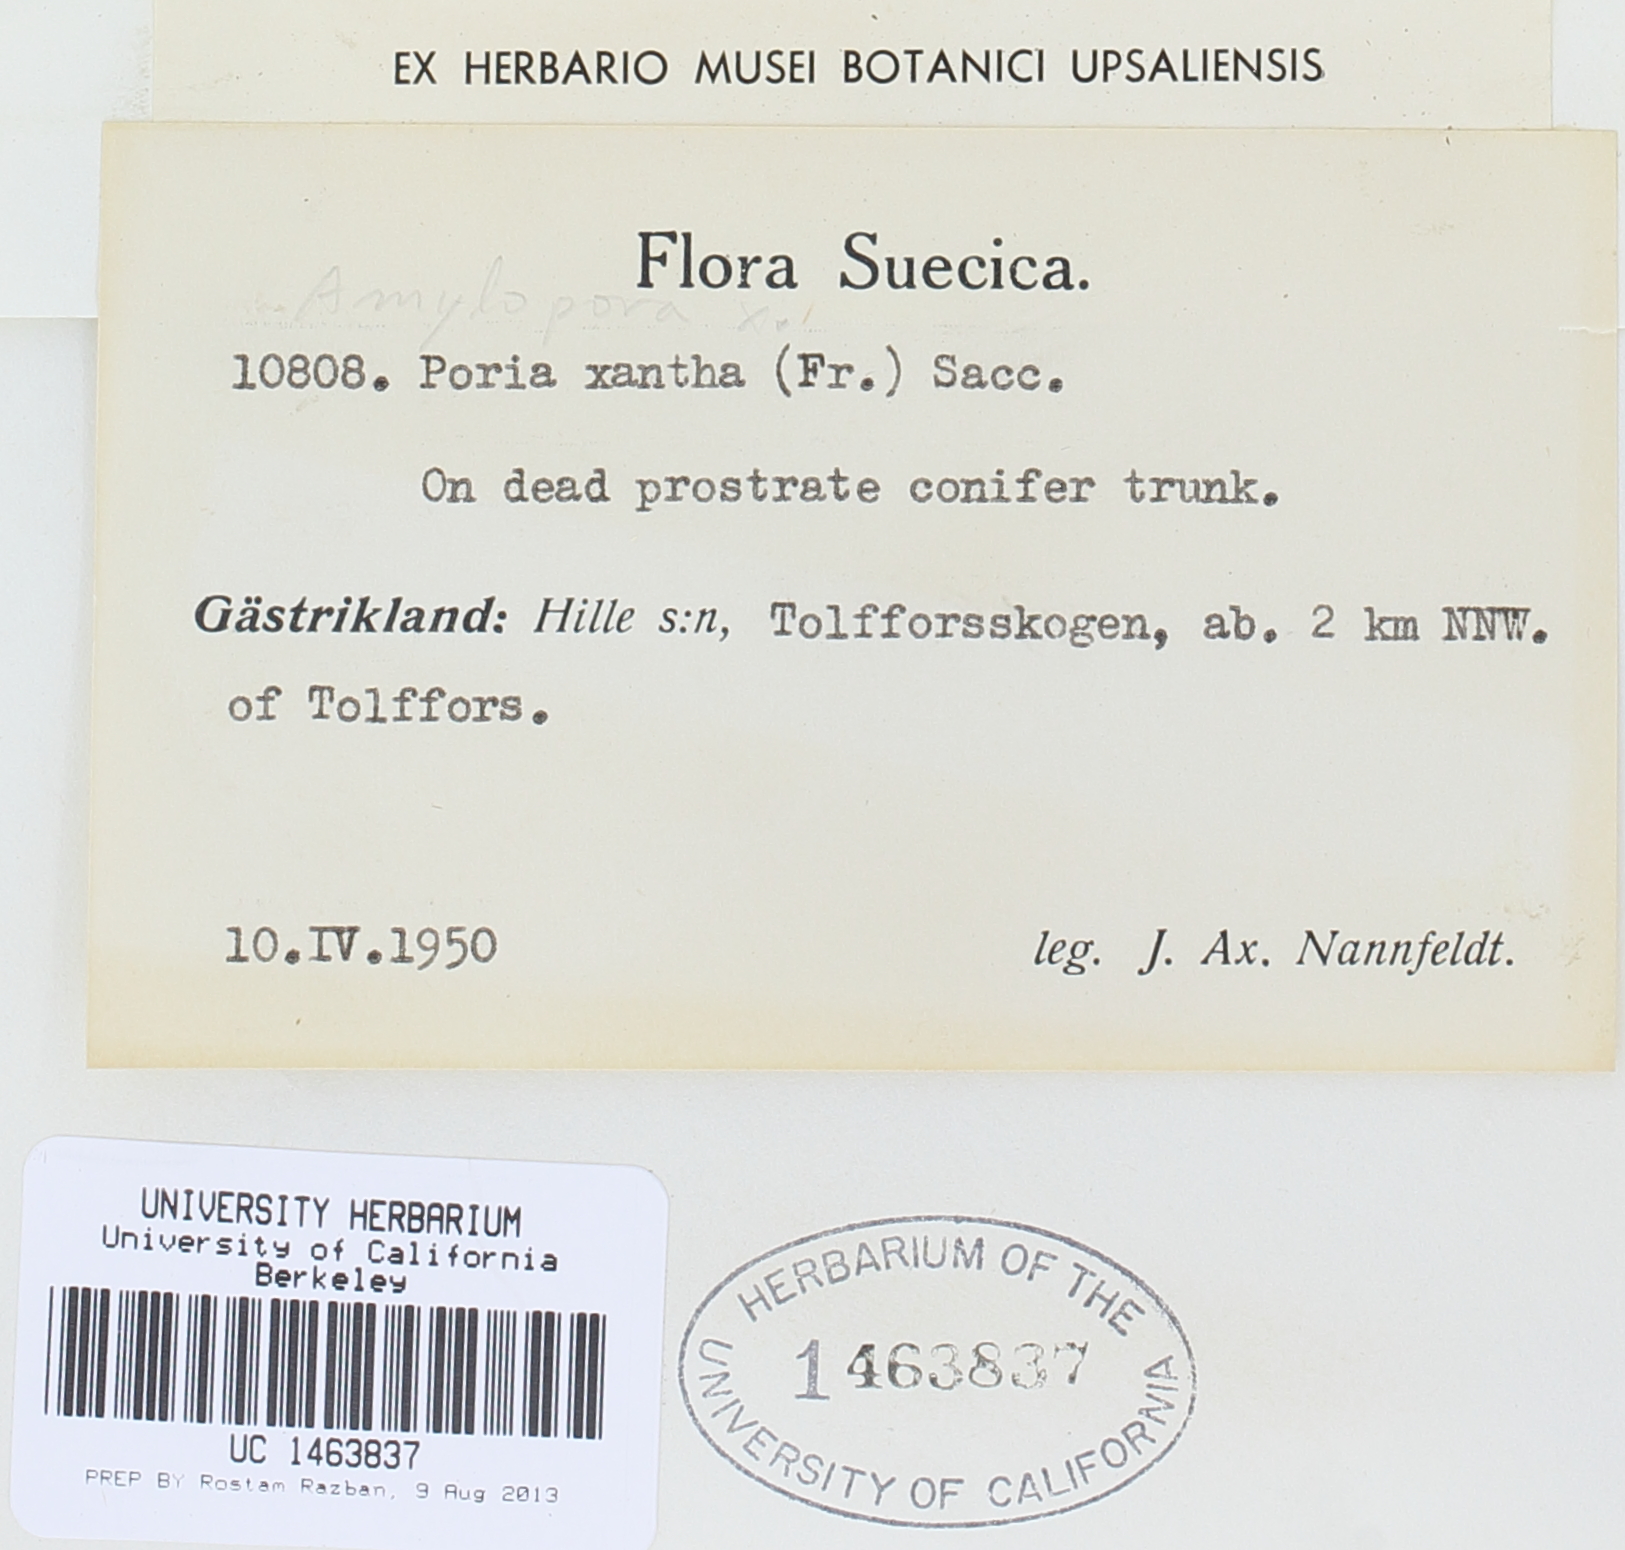 EX HERBARIO MUSEI BOTANICI UPSALIENSIS
Flora Suecica.
Amylopora x.
10808. Poria xantha (Fr.) Sacc.
On dead prostrate conifer trunk.
Gästrikland: Hille s:n, Tolfforsskogen, ab. 2 km NNW.
of Tolffors.
10.IV.1950 leg. J. Ax. Nannfeldt.
UNIVERSITY HERBARIUM
University of California
Berkeley
UC 1463837
PREP BY Rostam Razban, 9 Aug 2013
HERBARIUM OF THE
1463837
UNIVERSITY OF CALIFORNIA